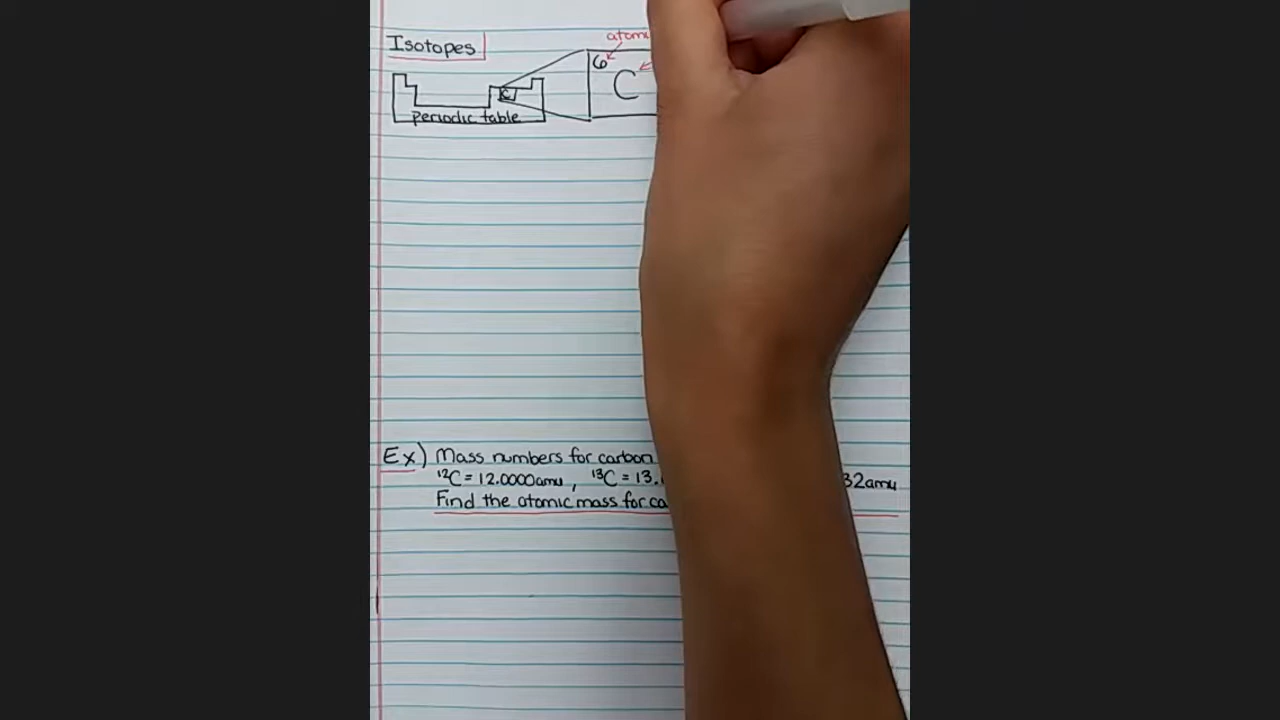 Isotopes
6
C
C
periodic table
Ex) Mass numbers for carbon
¹²C = 12.0000amu, ¹³C = 13. 32amu
Find the atomic mass for